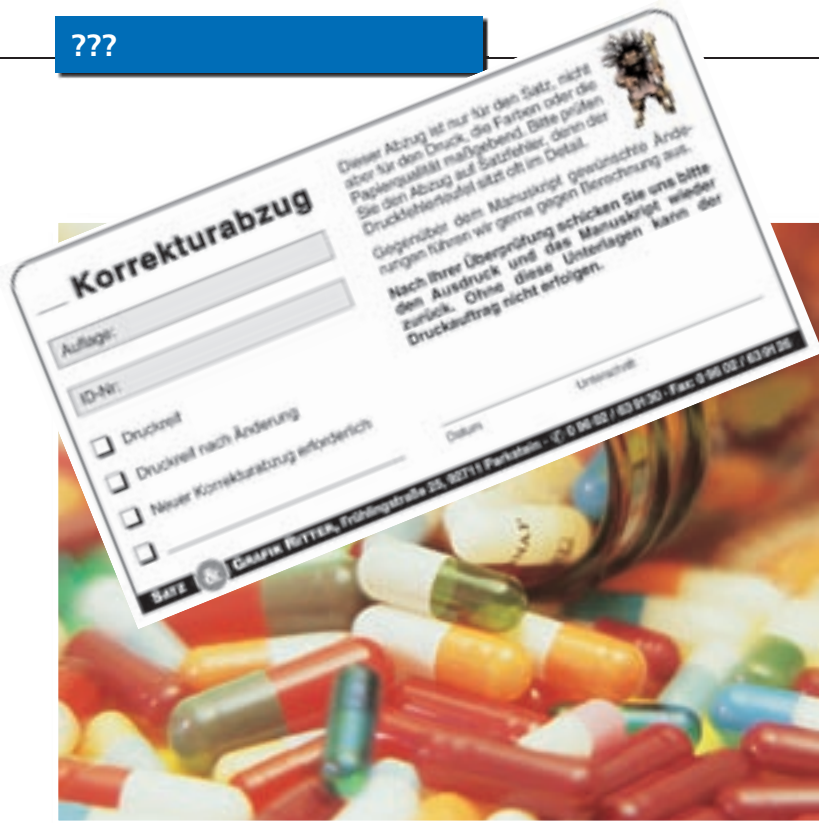 ???
Korrekturabzug
Auflage:
ID-Nr:
Druckreif
Druckreif nach Änderung
Neuer Korrekturabzug erforderlich
Dieser Abzug ist nur für den Satz, nicht
aber für den Druck, die Farben oder die
Papierqualität maßgebend. Bitte prüfen
Sie den Abzug auf Satzfehler, denn der
Druckfehlerteufel sitzt oft im Detail.
Gegenüber dem Manuskript gewünschte Ände-
rungen führen wir gerne gegen Berechnung aus.
Nach Ihrer Überprüfung schicken Sie uns bitte
den Ausdruck und das Manuskript wieder
zurück. Ohne diese Unterlagen kann der
Druckauftrag nicht erfolgen.
Datum
Unterschrift
SATZ & GRAFIK RITTER, Frühlingstraße 25, 92711 Parkstein · ✆ 0 96 02 / 63 91 30 · Fax: 0 96 02 / 63 91 26